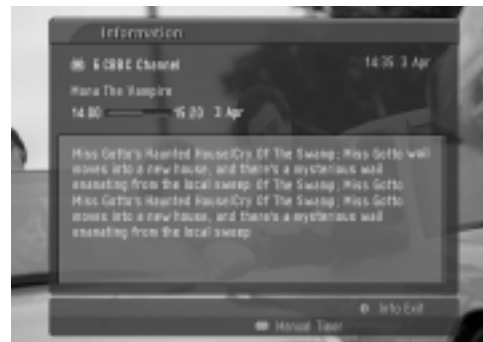 Information
6 CBBC Channel 14:35 3 Apr
Mona The Vampire
14:00 15:20 3 Apr
Miss Gotto's Haunted House/Cry Of The Swamp; Miss Gotto wail
moves into a new house, and there's a mysterious wail
emanating from the local swamp Of The Swamp; Miss Gotto
Miss Gotto's Haunted House/Cry Of The Swamp; Miss Gotto
moves into a new house, and there's a mysterious wail
emanating from the local swamp
Info Exit
Manual Timer